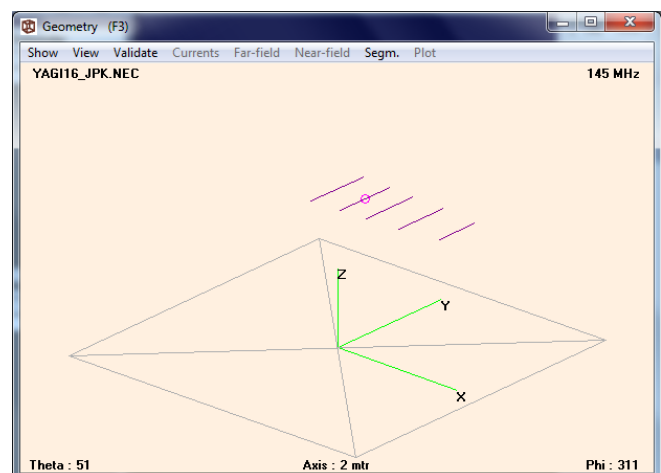 Geometry (F3)
Show View Validate Currents Far-field Near-field Segm. Plot
YAGI16_JPK.NEC 145 MHz
Z
Y
X
Theta : 51 Axis : 2 mtr Phi : 311